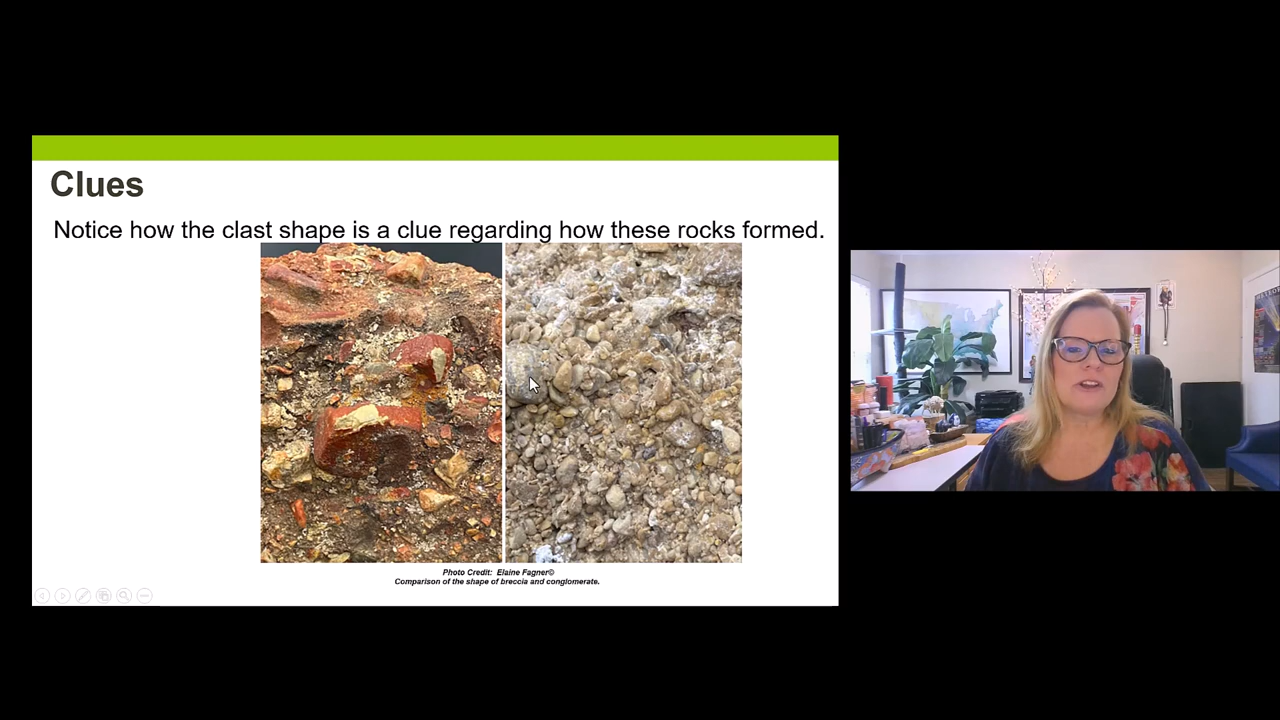 Clues
Notice how the clast shape is a clue regarding how these rocks formed.
Photo Credit: Elaine Fagner©
Comparison of the shape of breccia and conglomerate.